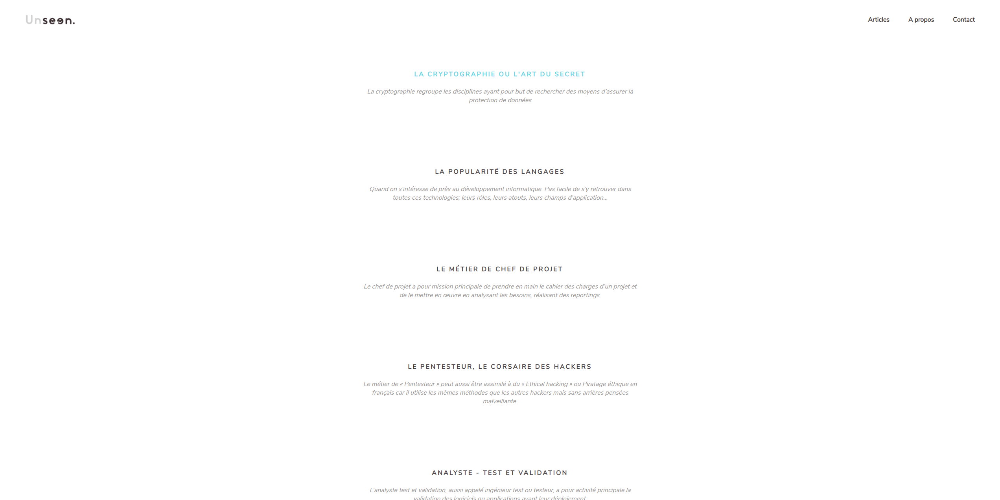 Unseen.
Articles
A propos
Contact
LA CRYPTOGRAPHIE OU L'ART DU SECRET
La cryptographie regroupe les disciplines ayant pour but de rechercher des moyens d’assurer la
protection de données
LA POPULARITÉ DES LANGAGES
Quand on s’intéresse de près au développement informatique. Pas facile de s’y retrouver dans
toutes ces technologies; leurs rôles, leurs atouts, leurs champs d’application…
LE MÉTIER DE CHEF DE PROJET
Le chef de projet a pour mission principale de prendre en main le cahier des charges d’un projet et
de le mettre en œuvre en analysant les besoins, réalisant des reportings.
LE PENTESTEUR, LE CORSAIRE DES HACKERS
Le métier de « Pentesteur » peut aussi être assimilé à du « Ethical hacking » ou Piratage éthique en
français car il utilise les mêmes méthodes que les autres hackers mais sans arrières pensées
malveillante.
ANALYSTE - TEST ET VALIDATION
L’analyste test et validation, aussi appelé ingénieur test ou testeur, a pour activité principale la
validation des logiciels ou applications avant leur déploiement